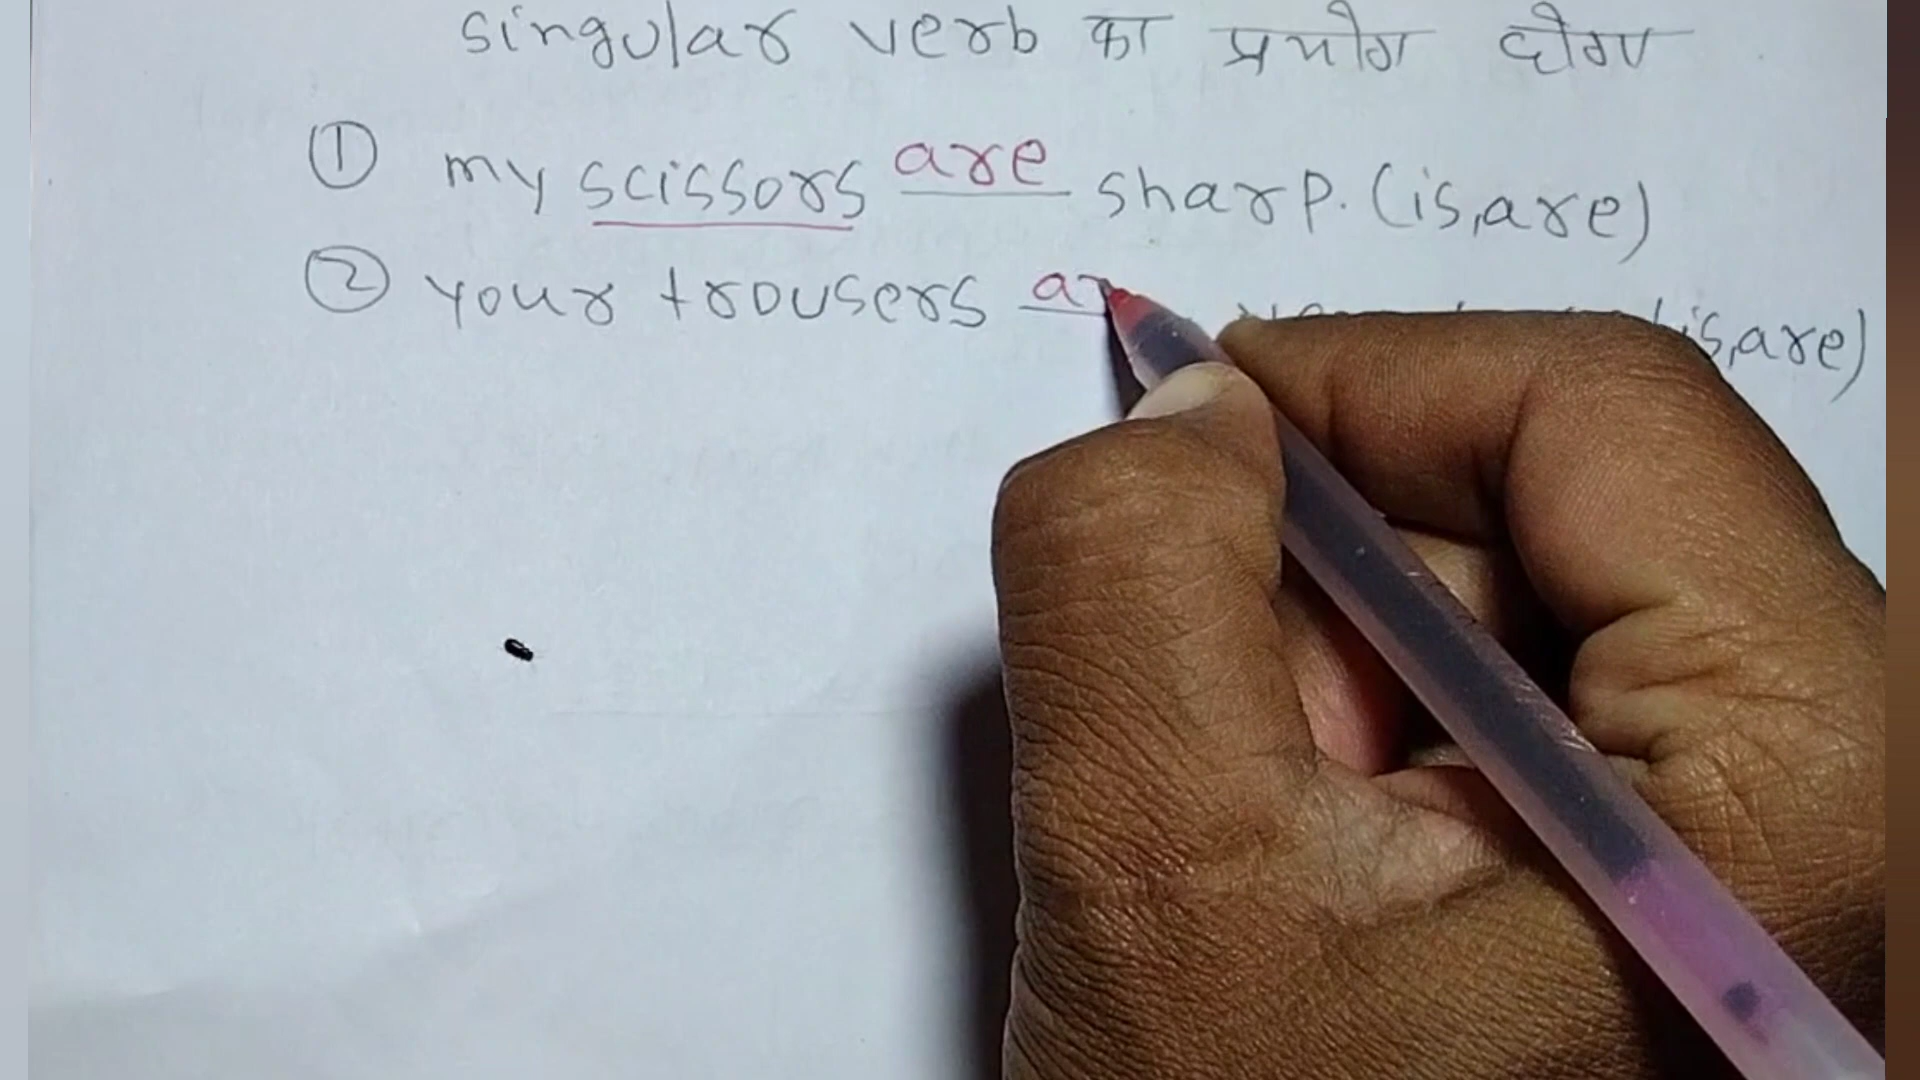 singular verb का प्रयोग होगा
① my scissors are sharp. (is, are)
② your trousers is, are)